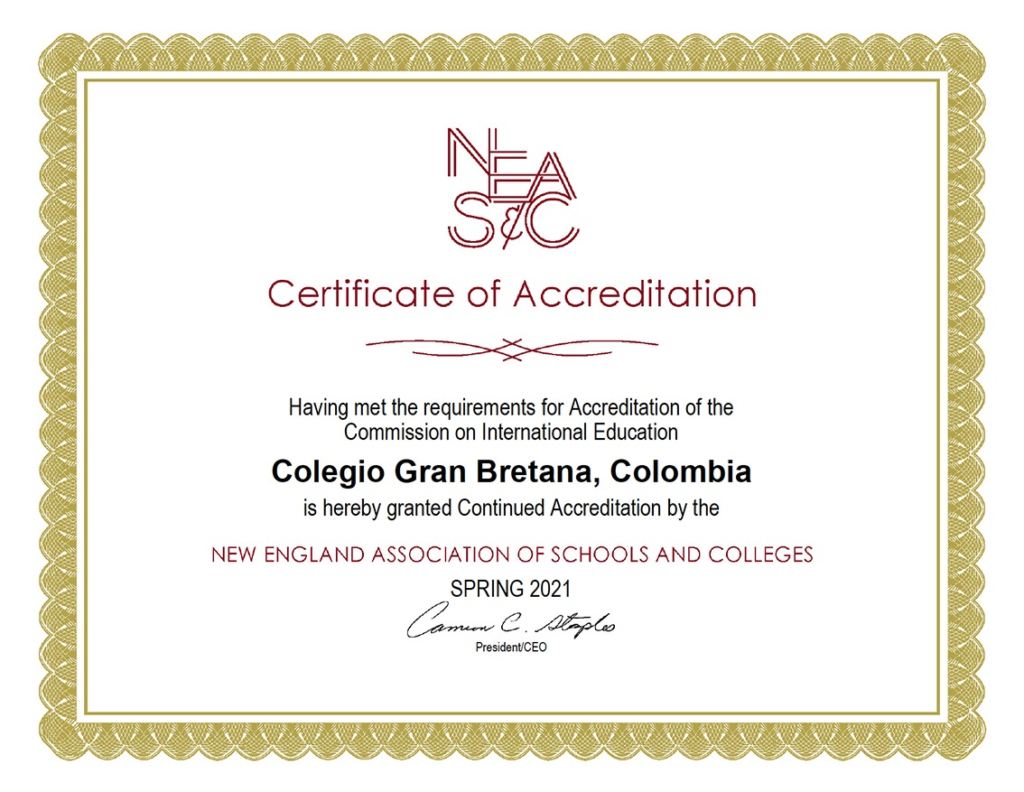 NEA
S&C
Certificate of Accreditation
Having met the requirements for Accreditation of the
Commission on International Education
Colegio Gran Bretana, Colombia
is hereby granted Continued Accreditation by the
NEW ENGLAND ASSOCIATION OF SCHOOLS AND COLLEGES
SPRING 2021
Cameron C. Staples
President/CEO